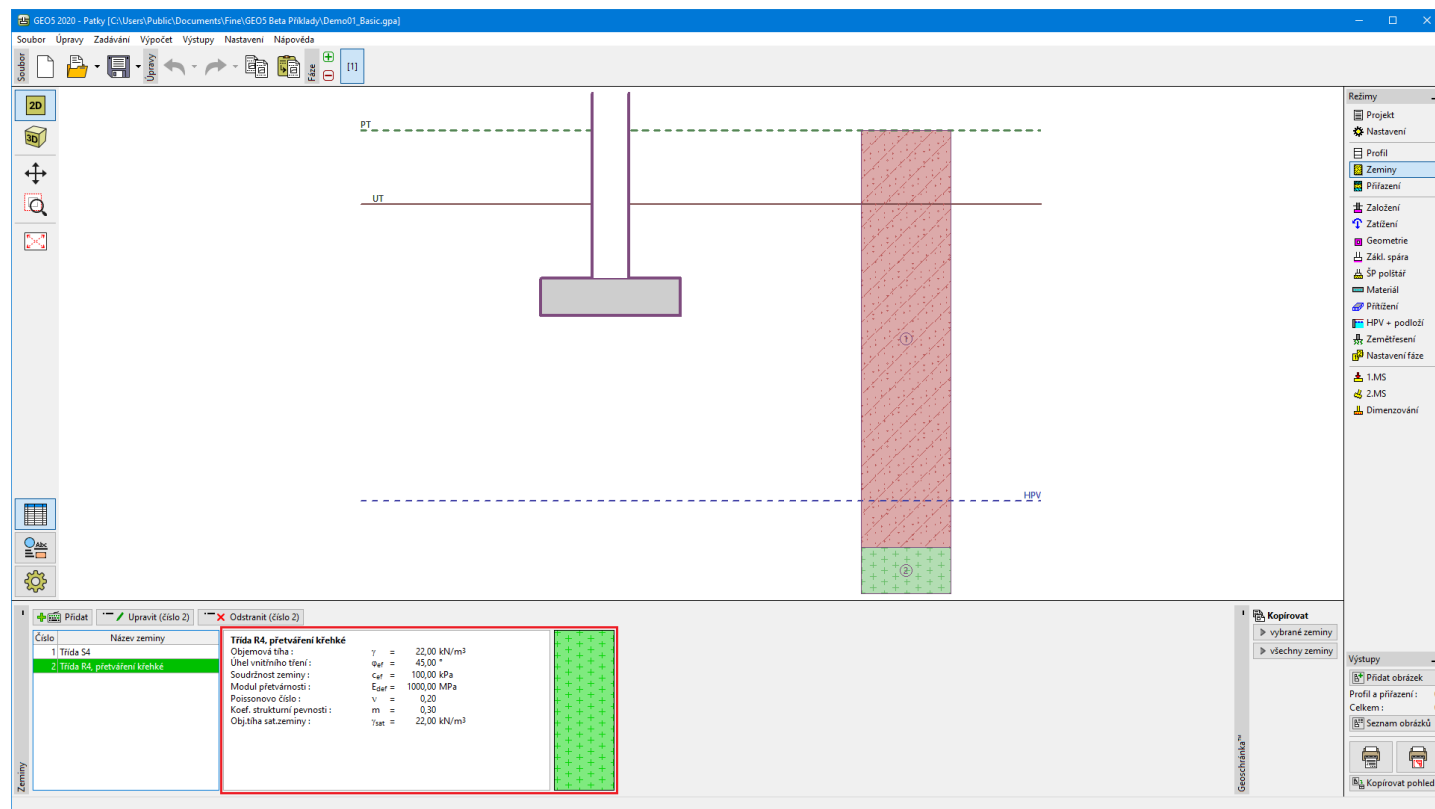 GEO5 2020 - Patky [C:\Users\Public\Documents\Fine\GEO5 Beta Příklady\Demo01_Basic.gpa]
Soubor Úpravy Zadávání Výpočet Výstupy Nastavení Nápověda
Soubor
Úpravy
Fáze
[1]
2D
3D
PT
UT
HPV
1
2
Abc
Režimy
Projekt
Nastavení
Profil
Zeminy
Přiřazení
Založení
Zatížení
Geometrie
Zákl. spára
ŠP polštář
Materiál
Přitížení
HPV + podloží
Zemětřesení
Nastavení fáze
1.MS
2.MS
Dimenzování
Přidat Upravit (číslo 2) Odstranit (číslo 2)
Číslo Název zeminy
1 Třída S4
2 Třída R4, přetváření křehké
Třída R4, přetváření křehké
Objemová tíha : γ = 22,00 kN/m³
Úhel vnitřního tření : φef = 45,00 °
Soudržnost zeminy : cef = 100,00 kPa
Modul přetvárnosti : Edef = 1000,00 MPa
Poissonovo číslo : ν = 0,20
Koef. strukturní pevnosti : m = 0,30
Obj.tíha sat.zeminy : γsat = 22,00 kN/m³
Zeminy
Kopírovat
vybrané zeminy
všechny zeminy
Geoschránka™
Výstupy
Přidat obrázek
Profil a přiřazení :
Celkem :
Seznam obrázků
Kopírovat pohled